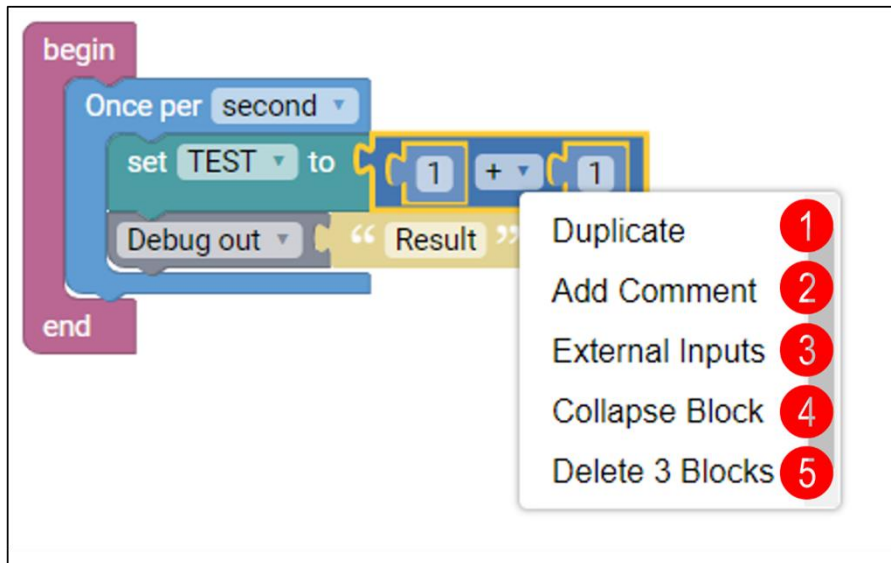 begin
Once per second
set TEST to 1 + 1
Debug out “ Result ”
end
Duplicate 1
Add Comment 2
External Inputs 3
Collapse Block 4
Delete 3 Blocks 5